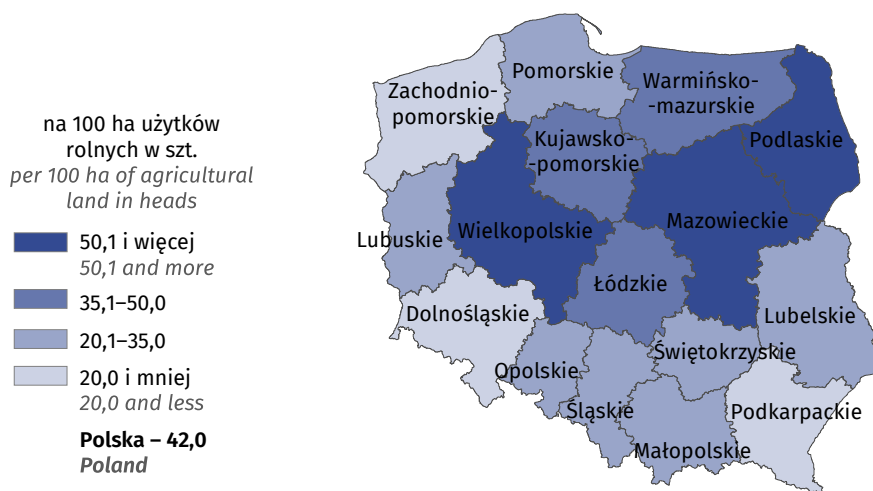 na 100 ha użytków
rolnych w szt.
per 100 ha of agricultural
land in heads
50,1 i więcej
50,1 and more
35,1–50,0
20,1–35,0
20,0 i mniej
20,0 and less
Polska – 42,0
Poland
Zachodnio-
pomorskie
Pomorskie
Warmińsko-
-mazurskie
Kujawsko-
-pomorskie
Podlaskie
Lubuskie
Wielkopolskie
Mazowieckie
Łódzkie
Dolnośląskie
Lubelskie
Opolskie
Śląskie
Świętokrzyskie
Małopolskie
Podkarpackie